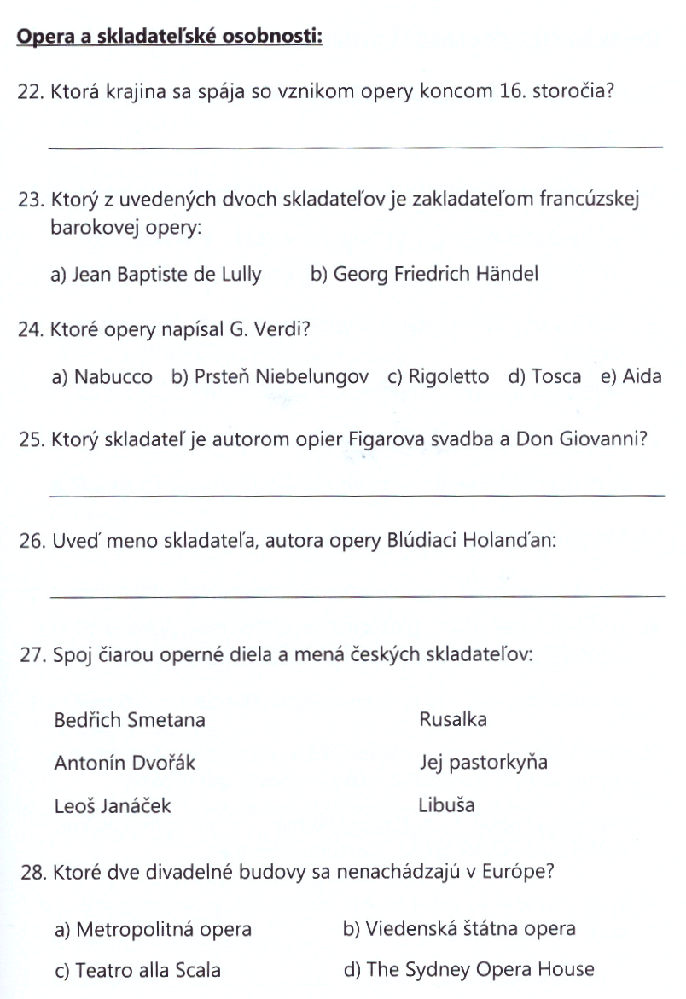 Opera a skladateľské osobnosti:
22. Ktorá krajina sa spája so vznikom opery koncom 16. storočia?
23. Ktorý z uvedených dvoch skladateľov je zakladateľom francúzskej
barokovej opery:
a) Jean Baptiste de Lully b) Georg Friedrich Händel
24. Ktoré opery napísal G. Verdi?
a) Nabucco b) Prsteň Niebelungov c) Rigoletto d) Tosca e) Aida
25. Ktorý skladateľ je autorom opier Figarova svadba a Don Giovanni?
26. Uveď meno skladateľa, autora opery Blúdiaci Holanďan:
27. Spoj čiarou operné diela a mená českých skladateľov:
Bedřich Smetana Rusalka
Antonín Dvořák Jej pastorkyňa
Leoš Janáček Libuša
28. Ktoré dve divadelné budovy sa nenachádzajú v Európe?
a) Metropolitná opera b) Viedenská štátna opera
c) Teatro alla Scala d) The Sydney Opera House